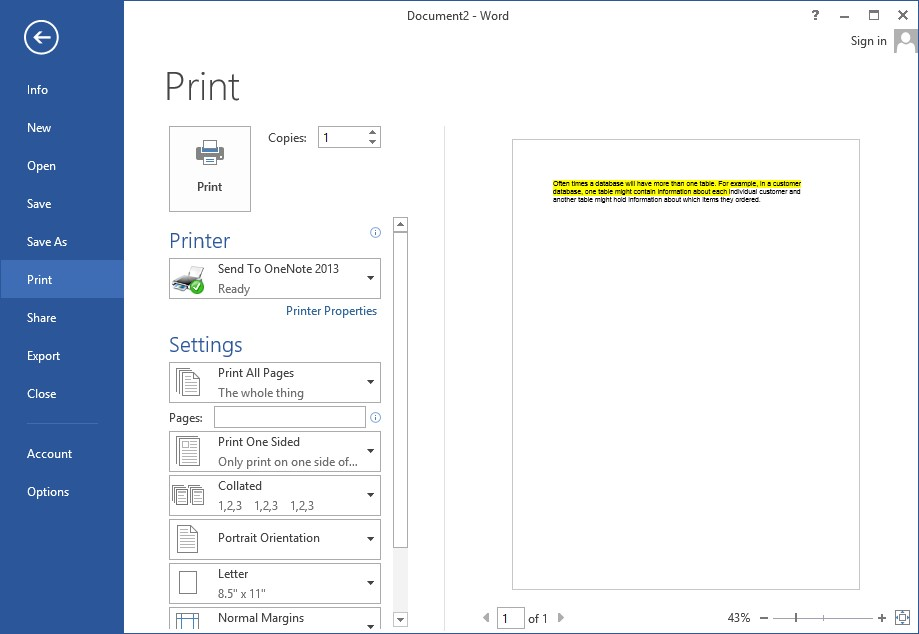 Document2 - Word
?
Sign in
Info
New
Open
Save
Save As
Print
Share
Export
Close
Account
Options
Print
Print
Copies: 1
Printer
Send To OneNote 2013
Ready
Printer Properties
Settings
Print All Pages
The whole thing
Pages:
Print One Sided
Only print on one side of...
Collated
1,2,3 1,2,3 1,2,3
Portrait Orientation
Letter
8.5" x 11"
Normal Margins
Often times a database will have more than one table. For example, in a customer
database, one table might contain information about each individual customer and
another table might hold information about which items they ordered.
1 of 1
43%